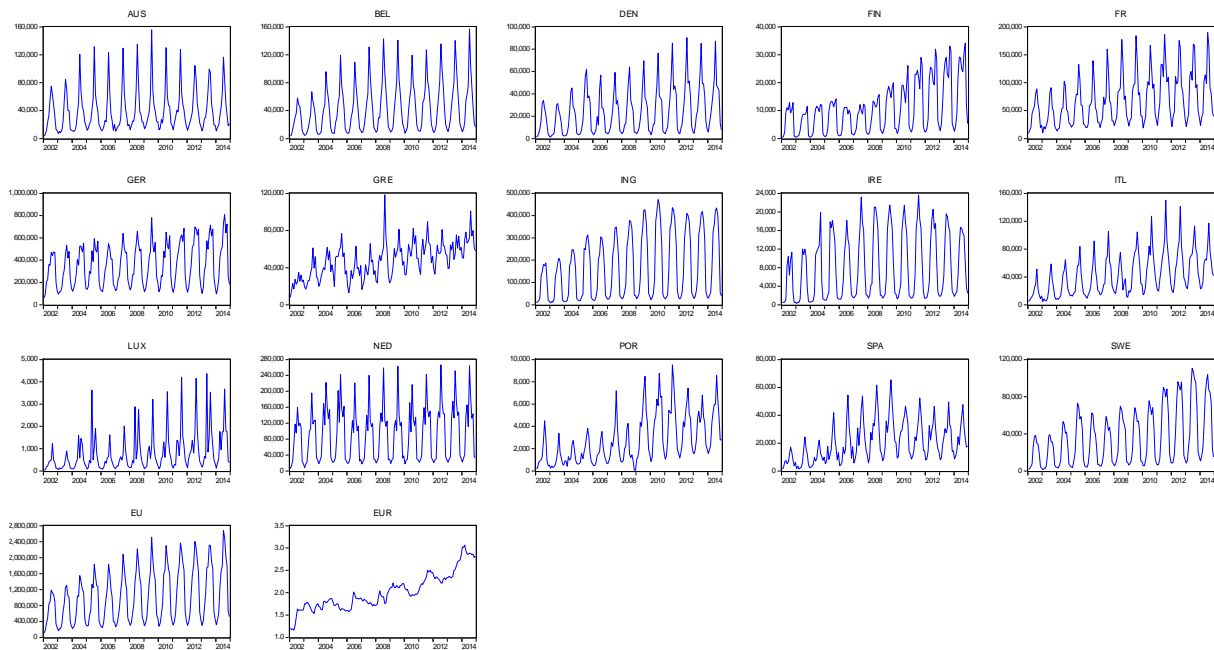 AUS
160,000
120,000
80,000
40,000
0
2002 2004 2006 2008 2010 2012 2014
BEL
160,000
120,000
80,000
40,000
0
2002 2004 2006 2008 2010 2012 2014
DEN
100,000
80,000
60,000
40,000
20,000
0
2002 2004 2006 2008 2010 2012 2014
FIN
40,000
30,000
20,000
10,000
0
2002 2004 2006 2008 2010 2012 2014
FR
200,000
150,000
100,000
50,000
0
2002 2004 2006 2008 2010 2012 2014
GER
1,000,000
800,000
600,000
400,000
200,000
0
2002 2004 2006 2008 2010 2012 2014
GRE
120,000
80,000
40,000
0
2002 2004 2006 2008 2010 2012 2014
ING
500,000
400,000
300,000
200,000
100,000
0
2002 2004 2006 2008 2010 2012 2014
IRE
24,000
20,000
16,000
12,000
8,000
4,000
0
2002 2004 2006 2008 2010 2012 2014
ITL
160,000
120,000
80,000
40,000
0
2002 2004 2006 2008 2010 2012 2014
LUX
5,000
4,000
3,000
2,000
1,000
0
2002 2004 2006 2008 2010 2012 2014
NED
280,000
240,000
200,000
160,000
120,000
80,000
40,000
0
2002 2004 2006 2008 2010 2012 2014
POR
10,000
8,000
6,000
4,000
2,000
0
2002 2004 2006 2008 2010 2012 2014
SPA
80,000
60,000
40,000
20,000
0
2002 2004 2006 2008 2010 2012 2014
SWE
120,000
80,000
40,000
0
2002 2004 2006 2008 2010 2012 2014
EU
2,800,000
2,400,000
2,000,000
1,600,000
1,200,000
800,000
400,000
0
2002 2004 2006 2008 2010 2012 2014
EUR
3.5
3.0
2.5
2.0
1.5
1.0
2002 2004 2006 2008 2010 2012 2014